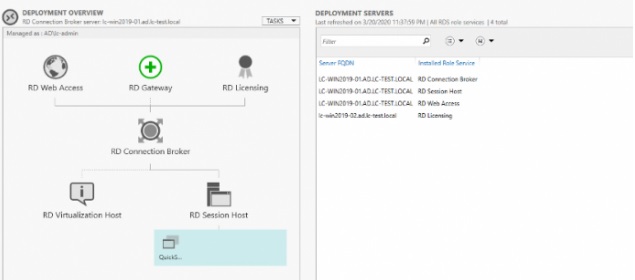 DEPLOYMENT OVERVIEW
RD Connection Broker server: lc-win2019-01.ad.lc-test.local
TASKS
Managed as : AD\lc-admin
RD Web Access
RD Gateway
RD Licensing
RD Connection Broker
RD Virtualization Host
RD Session Host
QuickS...
DEPLOYMENT SERVERS
Last refreshed on 3/20/2020 11:37:59 PM | All RDS role services | 4 total
Filter
Server FQDN Installed Role Service
LC-WIN2019-01.AD.LC-TEST.LOCAL RD Connection Broker
LC-WIN2019-01.AD.LC-TEST.LOCAL RD Session Host
LC-WIN2019-01.AD.LC-TEST.LOCAL RD Web Access
lc-win2019-02.ad.lc-test.local RD Licensing